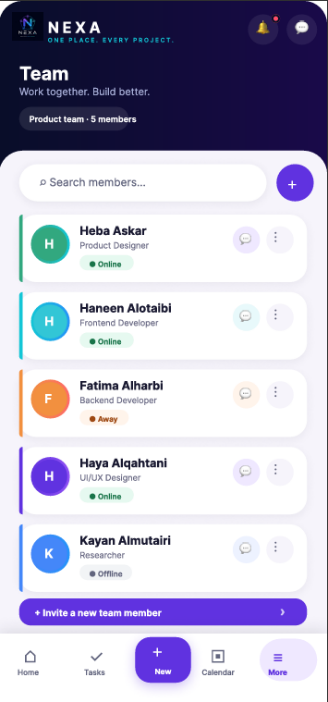 NEXA
NEXA
ONE PLACE. EVERY PROJECT.
Team
Work together. Build better.
Product team · 5 members
Search members...
+
H
Heba Askar
Product Designer
Online
H
Haneen Alotaibi
Frontend Developer
Online
F
Fatima Alharbi
Backend Developer
Away
H
Haya Alqahtani
UI/UX Designer
Online
K
Kayan Almutairi
Researcher
Offline
+ Invite a new team member ›
Home
Tasks
+
New
Calendar
More